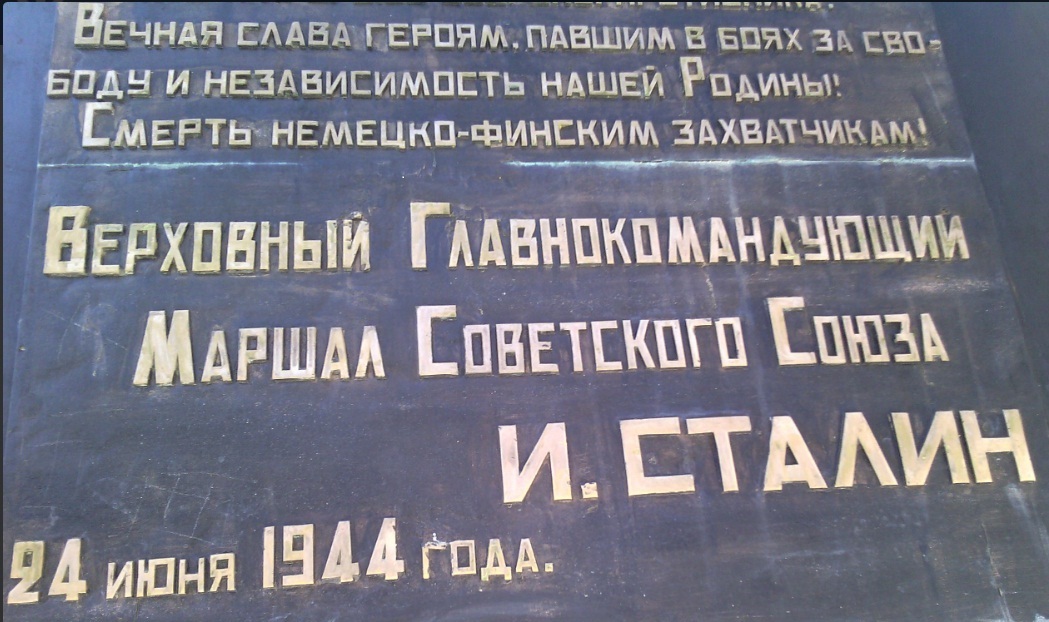 Вечная слава героям, павшим в боях за сво-
боду и независимость нашей Родины!
Смерть немецко-финским захватчикам!
Верховный Главнокомандующий
Маршал Советского Союза
И. СТАЛИН
24 июня 1944 года.